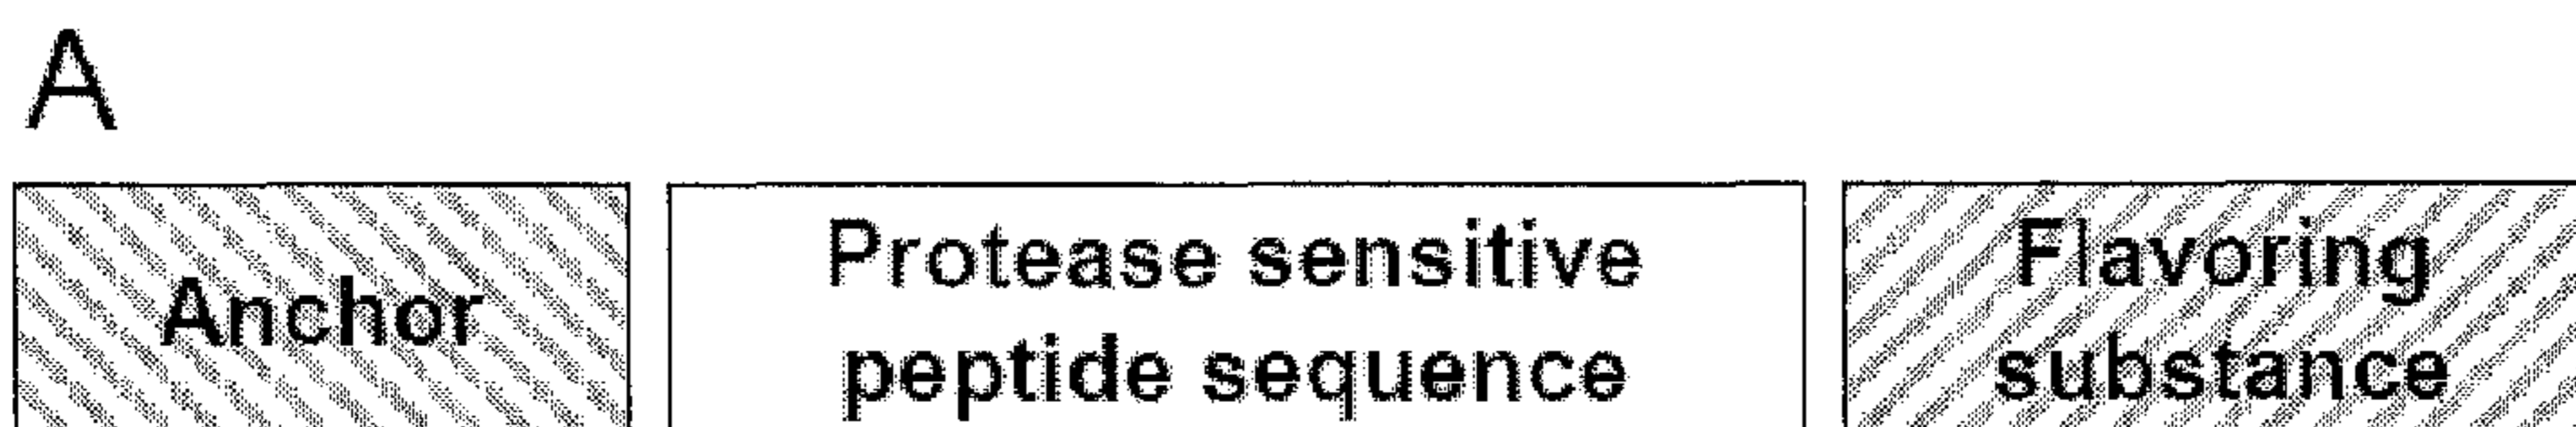 A
Anchor
Protease sensitive
peptide sequence
Flavoring
substance